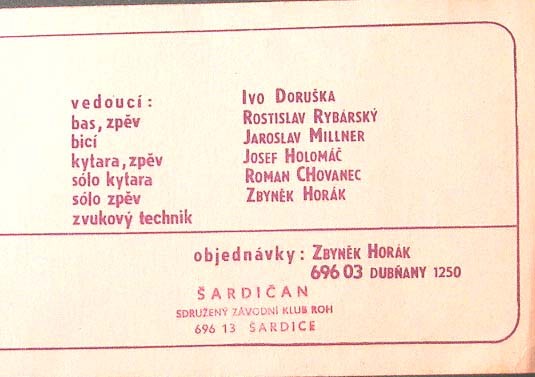 vedoucí: IVO DORUŠKA
bas, zpěv ROSTISLAV RYBÁRSKÝ
bicí JAROSLAV MILLNER
kytara, zpěv JOSEF HOLOMÁČ
sólo kytara ROMAN CHOVANEC
sólo zpěv ZBYNĚK HORÁK
zvukový technik
objednávky: ZBYNĚK HORÁK
696 03 DUBŇANY 1250
ŠARDIČAN
SDRUŽENÝ ZÁVODNÍ KLUB ROH
696 13 ŠARDICE